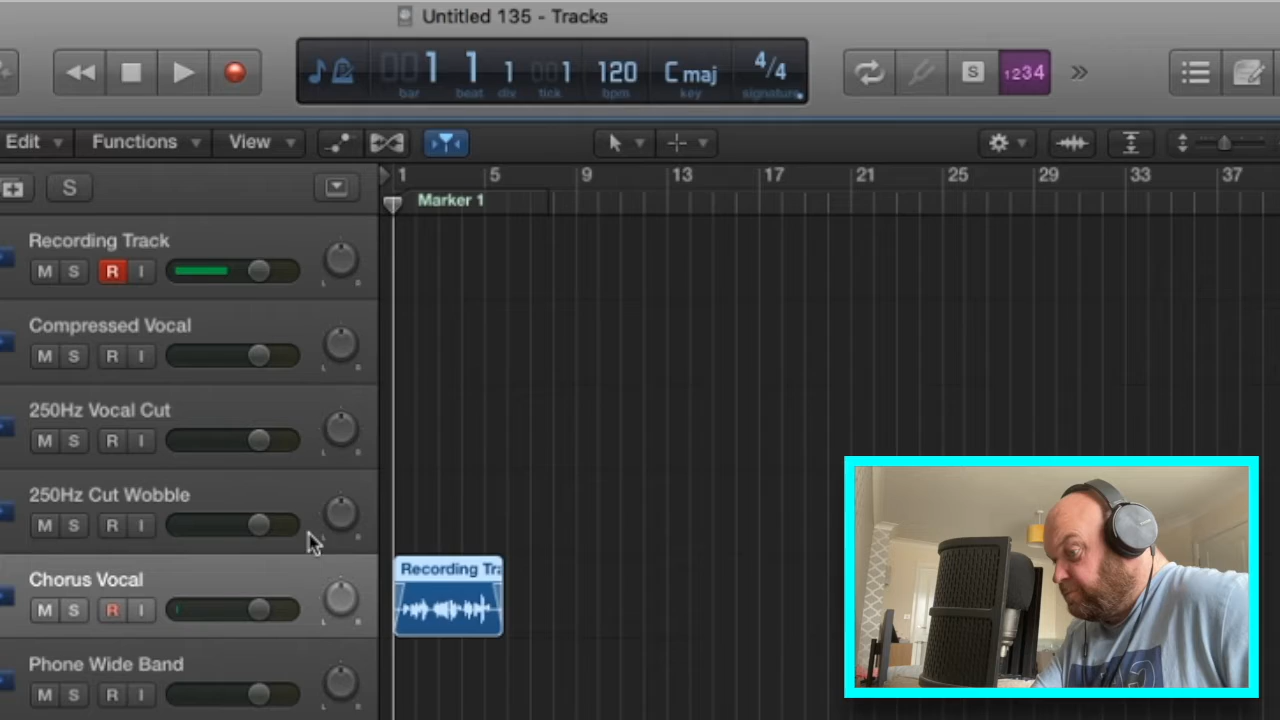 Untitled 135 - Tracks
001 1 1 001 120 C maj 4/4
bar beat div tick bpm key signature
S 1234
Edit Functions View
S
1 5 9 13 17 21 25 29 33 37
Marker 1
Recording Track
M S R I
L R
Compressed Vocal
M S R I
L R
250Hz Vocal Cut
M S R I
L R
250Hz Cut Wobble
M S R I
L R
Chorus Vocal
Recording Tra
M S R I
L R
Phone Wide Band
M S R I
L R